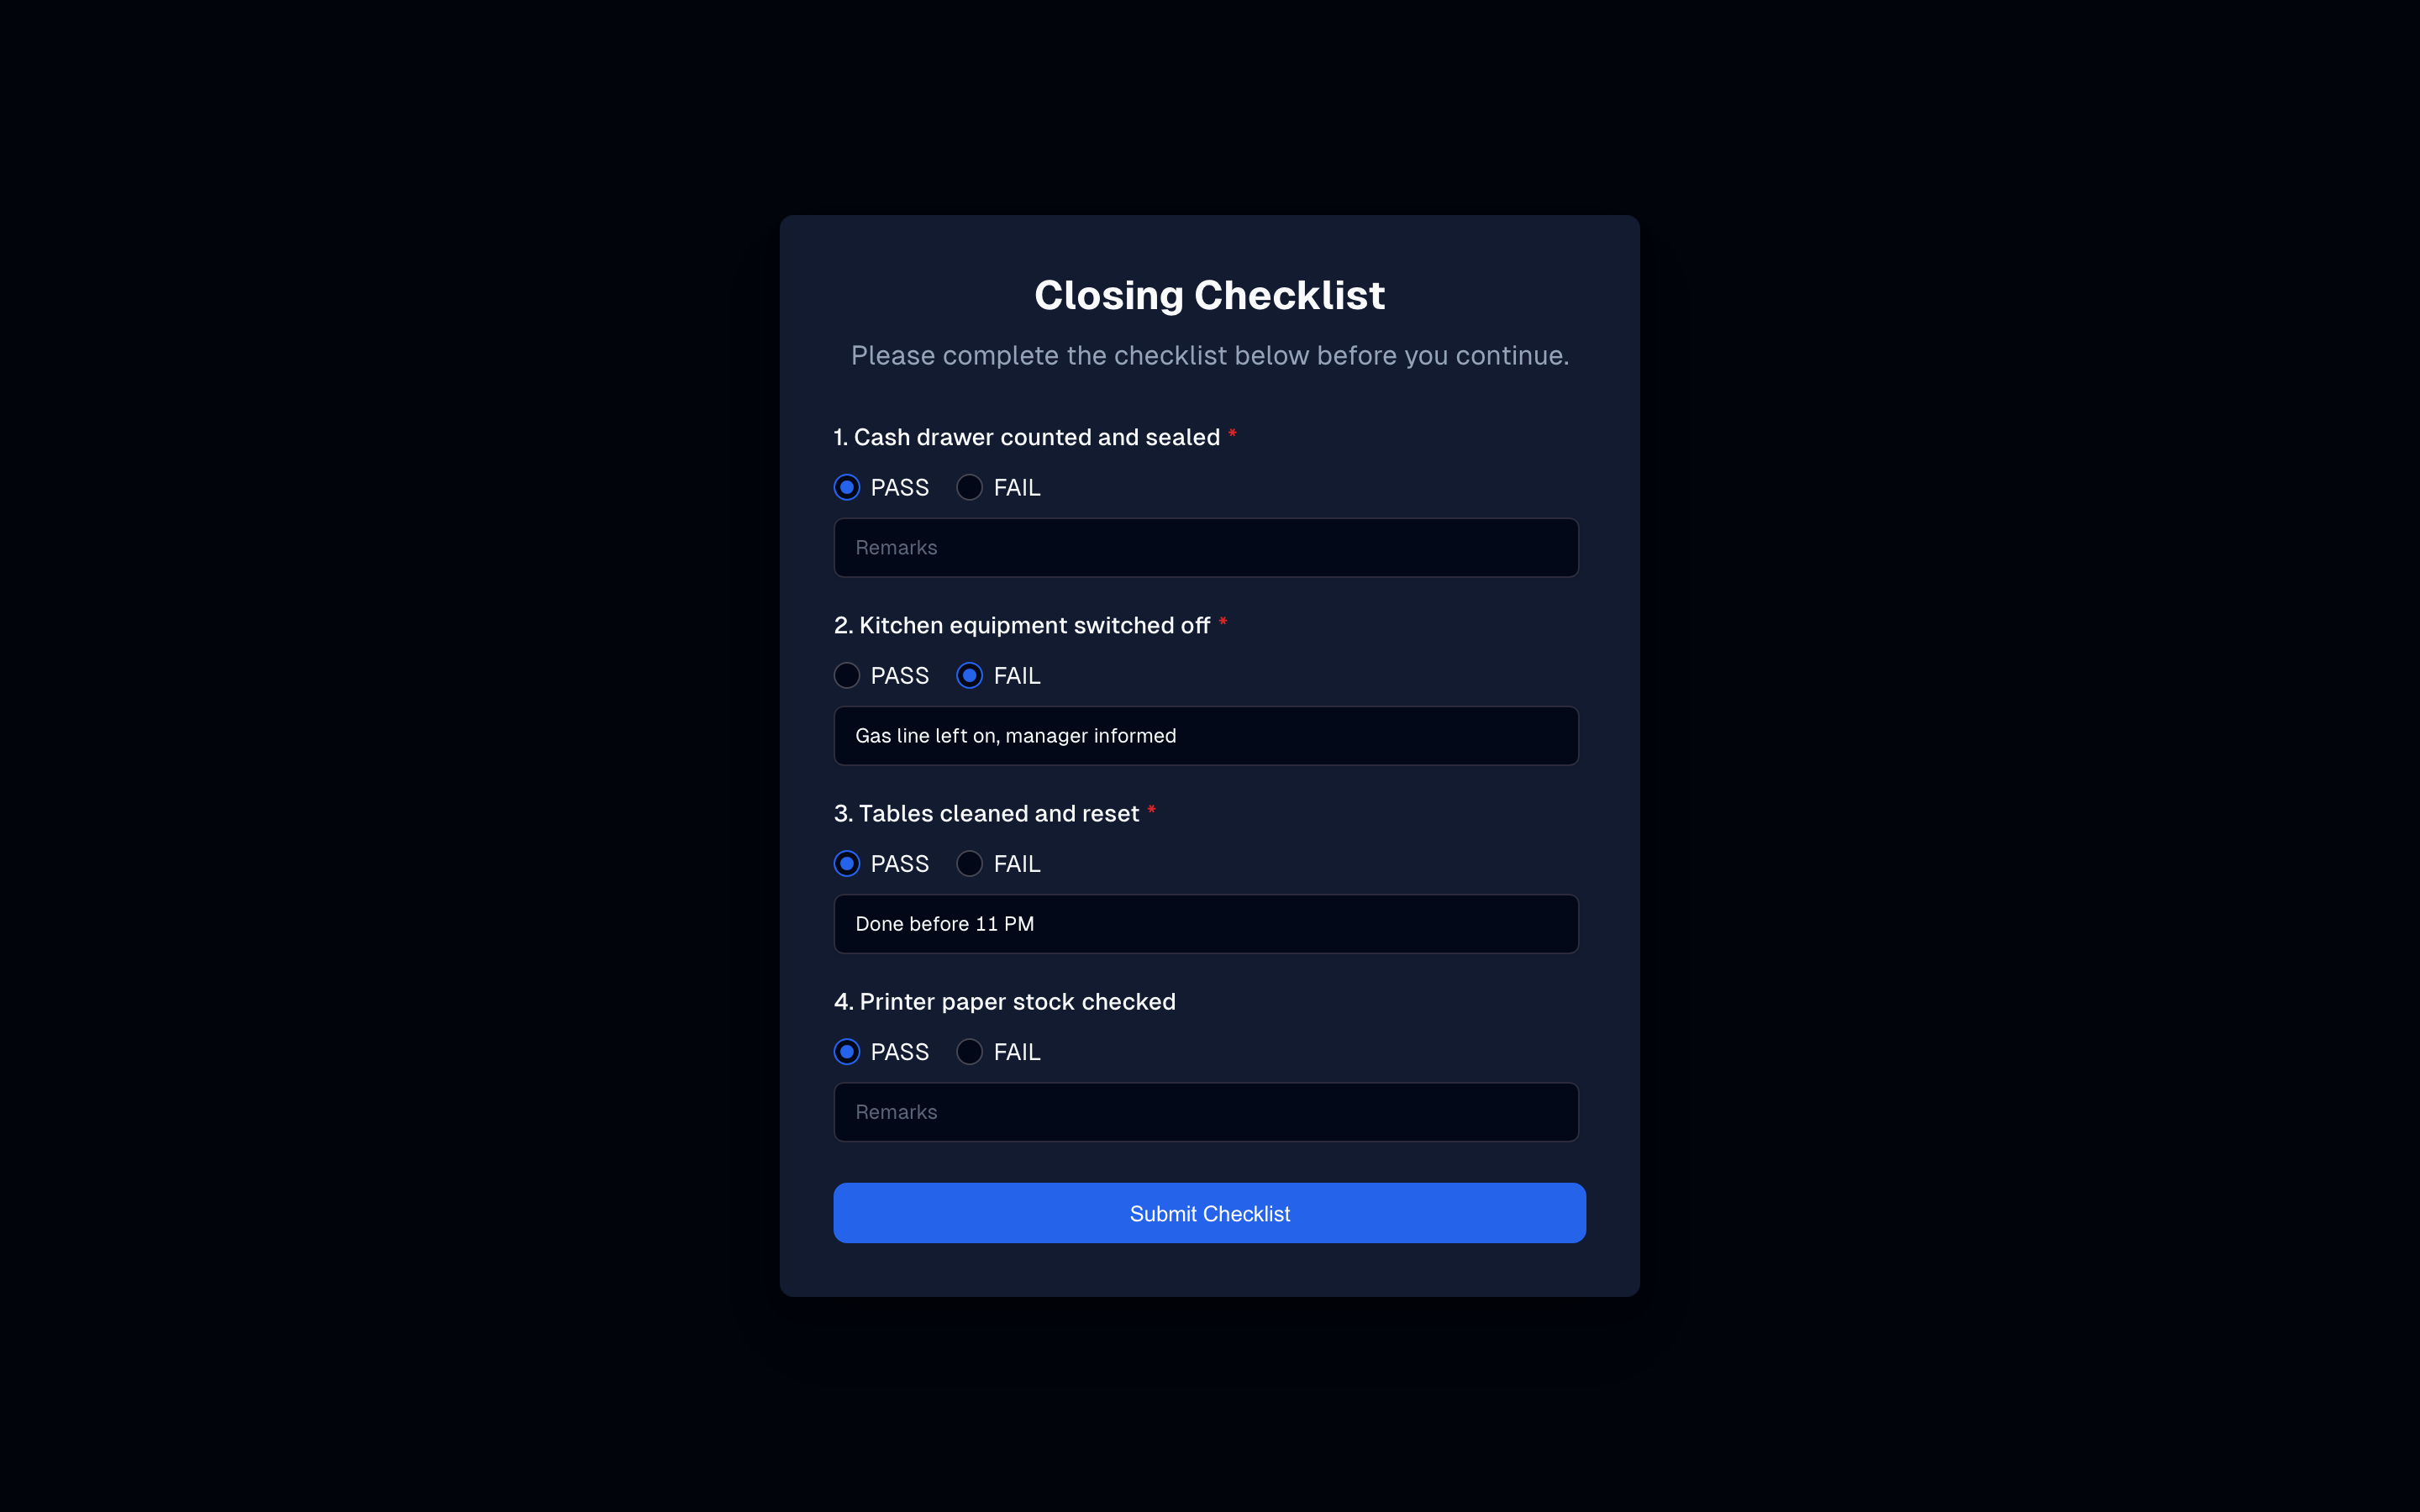 Closing Checklist
Please complete the checklist below before you continue.
1. Cash drawer counted and sealed *
PASS FAIL
Remarks
2. Kitchen equipment switched off *
PASS FAIL
Gas line left on, manager informed
3. Tables cleaned and reset *
PASS FAIL
Done before 11 PM
4. Printer paper stock checked
PASS FAIL
Remarks
Submit Checklist